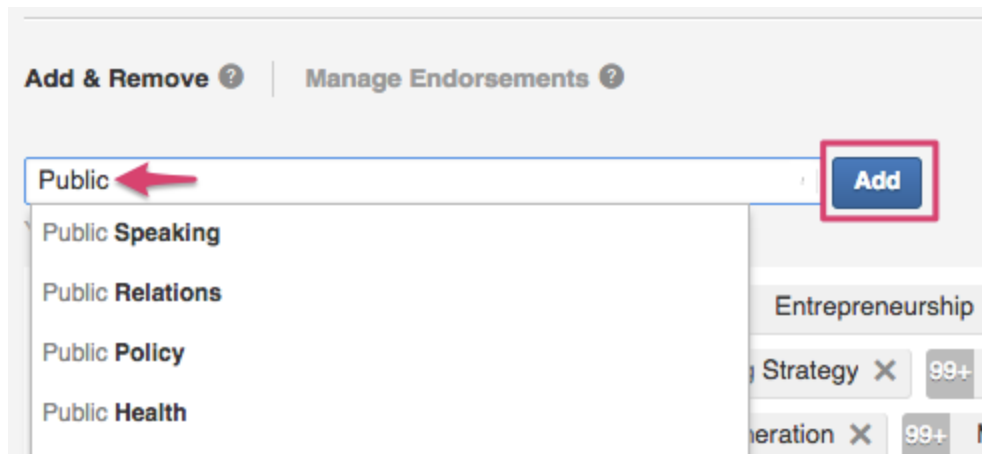 Add & Remove ? Manage Endorsements ?
Public Add
Public Speaking
Public Relations
Entrepreneurship
Public Policy
Strategy × 99+
Public Health
× 99+